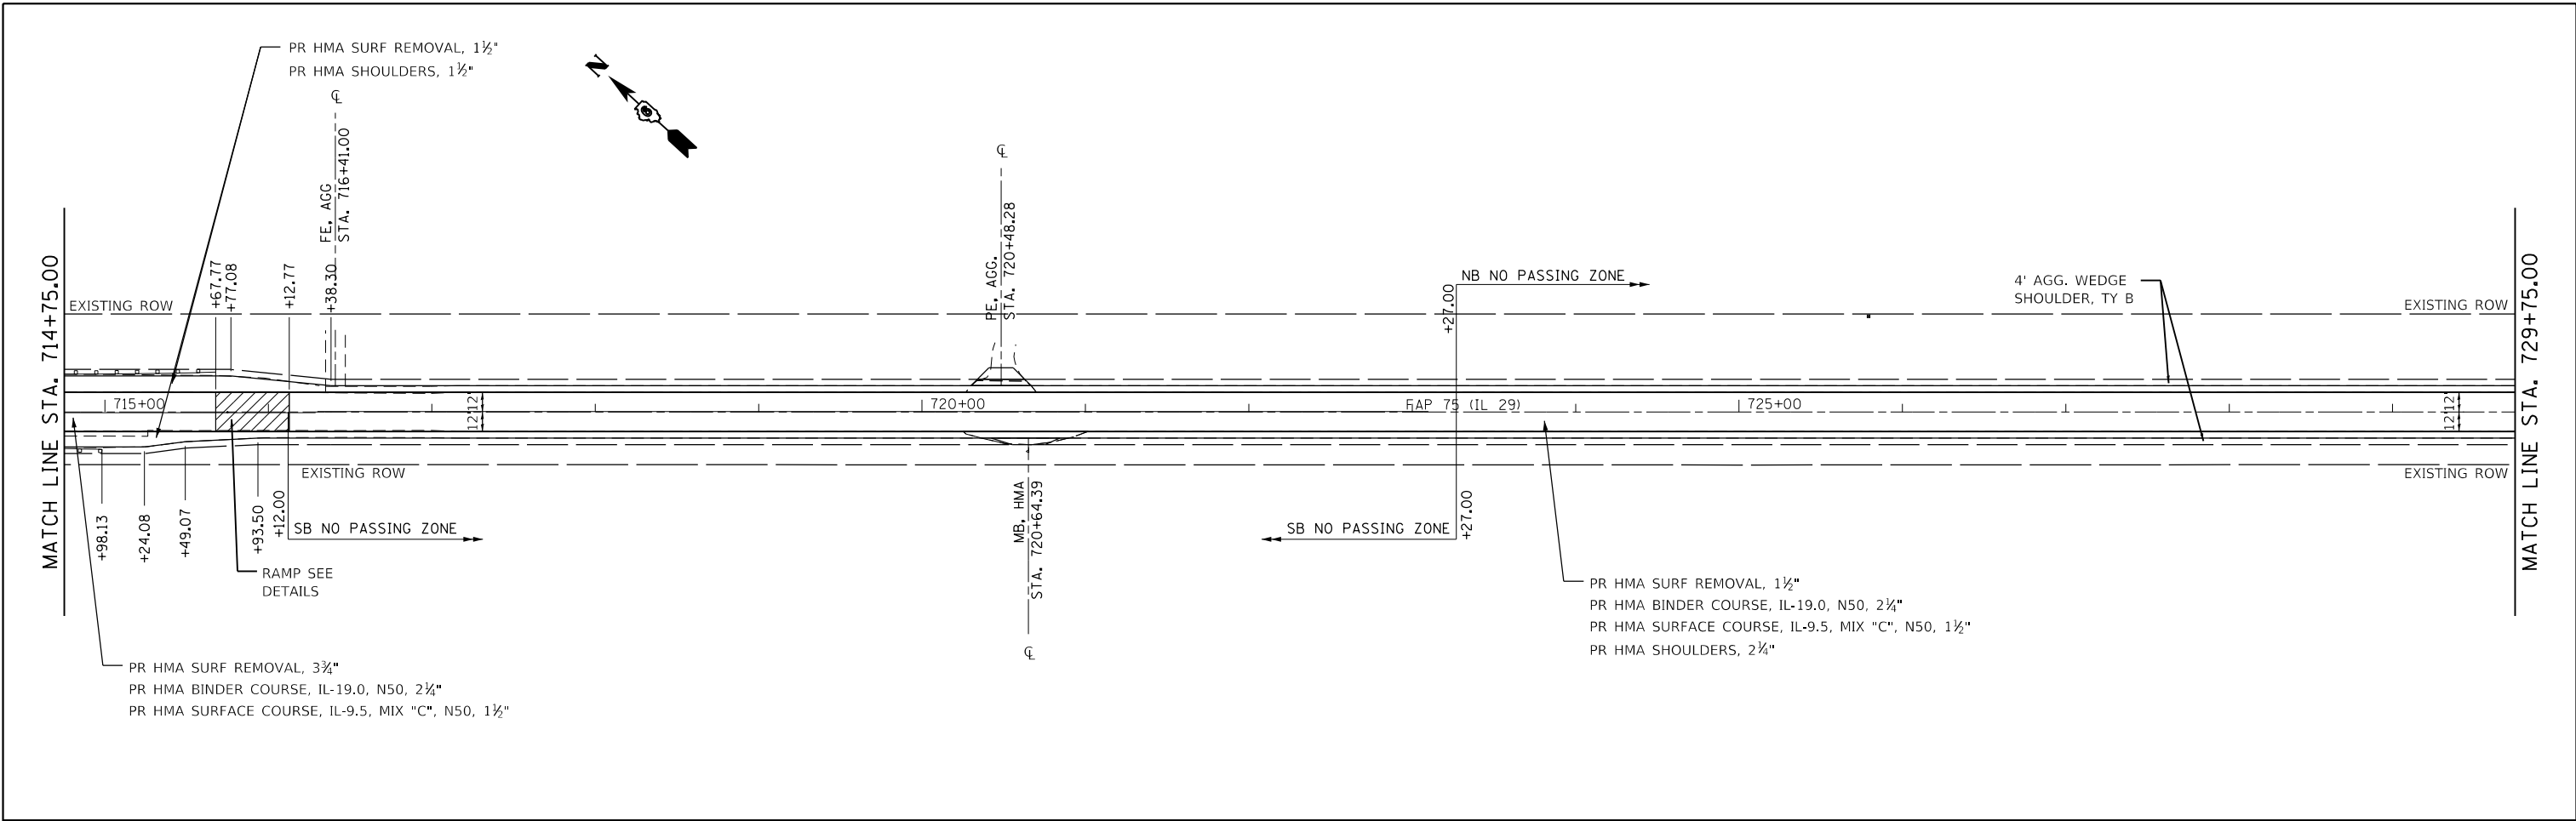 PR HMA SURF REMOVAL, 1½"
PR HMA SHOULDERS, 1½"
N
℄
FE, AGG
STA. 716+41.00
℄
PE, AGG.
STA. 720+48.28
MATCH LINE STA. 714+75.00
EXISTING ROW
+67.77
+77.08
+12.77
+38.30
NB NO PASSING ZONE
+27.00
4' AGG. WEDGE
SHOULDER, TY B
EXISTING ROW
MATCH LINE STA. 729+75.00
715+00
12'
12'
720+00
FAP 75 (IL 29)
725+00
12'
12'
EXISTING ROW
EXISTING ROW
+98.13
+24.08
+49.07
+93.50
+12.00
SB NO PASSING ZONE
MB, HMA
STA. 720+64.39
℄
SB NO PASSING ZONE
+27.00
RAMP SEE
DETAILS
PR HMA SURF REMOVAL, 1½"
PR HMA BINDER COURSE, IL-19.0, N50, 2¼"
PR HMA SURFACE COURSE, IL-9.5, MIX "C", N50, 1½"
PR HMA SHOULDERS, 2¼"
PR HMA SURF REMOVAL, 3¾"
PR HMA BINDER COURSE, IL-19.0, N50, 2¼"
PR HMA SURFACE COURSE, IL-9.5, MIX "C", N50, 1½"